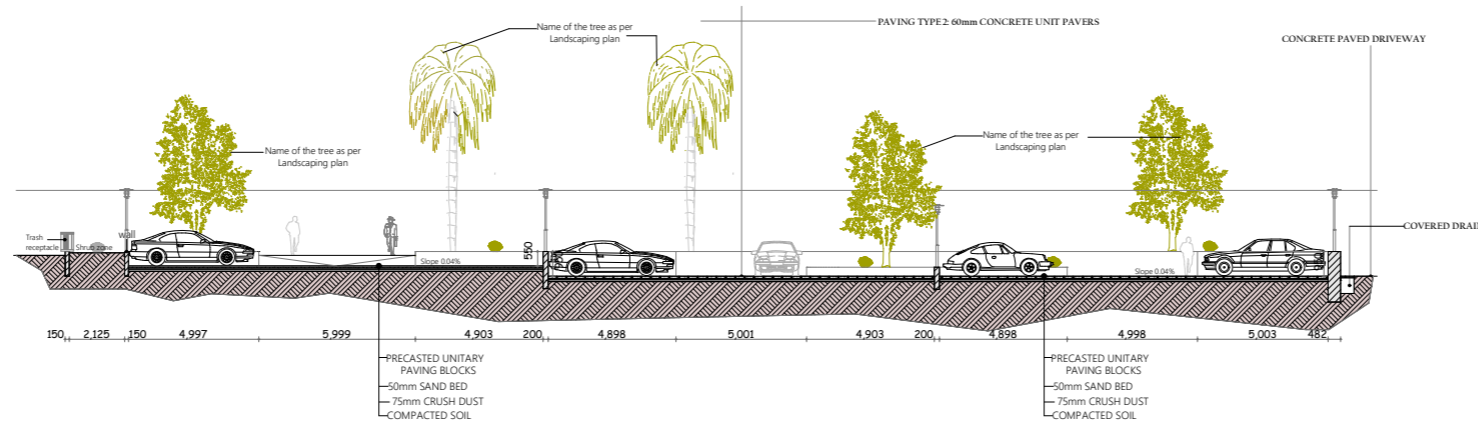 PAVING TYPE 2: 60mm CONCRETE UNIT PAVERS
Name of the tree as per
Landscaping plan
CONCRETE PAVED DRIVEWAY
Name of the tree as per
Landscaping plan
Name of the tree as per
Landscaping plan
Trash
receptacle
Shrub zone
wall
Slope 0.04%
550
Slope 0.04%
COVERED DRAI
150 2,125 150 4,997 5,999 4,903 200 4,898 5,001 4,903 200 4,898 4,998 5,003 482
PRECASTED UNITARY
PAVING BLOCKS
50mm SAND BED
75mm CRUSH DUST
COMPACTED SOIL
PRECASTED UNITARY
PAVING BLOCKS
50mm SAND BED
75mm CRUSH DUST
COMPACTED SOIL